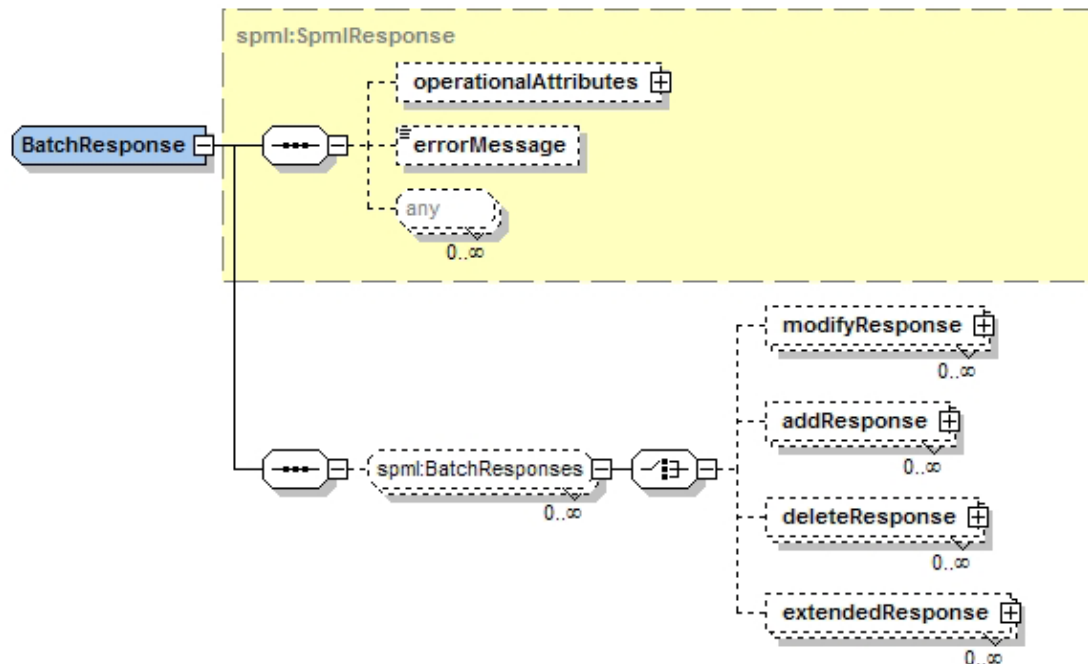 spml:SpmlResponse
operationalAttributes
BatchResponse
errorMessage
any
0..∞
modifyResponse
0..∞
addResponse
0..∞
spml:BatchResponses
0..∞
deleteResponse
0..∞
extendedResponse
0..∞